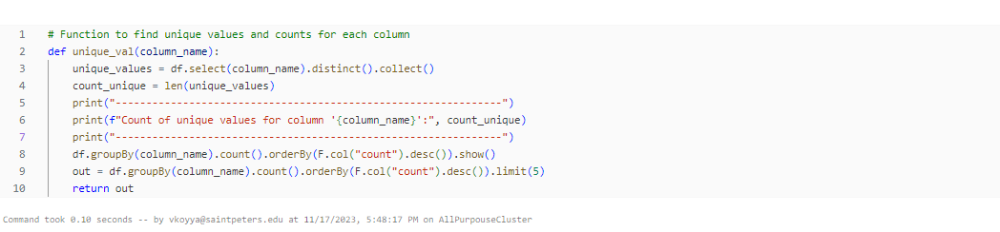 1 # Function to find unique values and counts for each column
2 def unique_val(column_name):
3 unique_values = df.select(column_name).distinct().collect()
4 count_unique = len(unique_values)
5 print("--------------------------------------------------------------")
6 print(f"Count of unique values for column '{column_name}':", count_unique)
7 print("--------------------------------------------------------------")
8 df.groupBy(column_name).count().orderBy(F.col("count").desc()).show()
9 out = df.groupBy(column_name).count().orderBy(F.col("count").desc()).limit(5)
10 return out
Command took 0.10 seconds -- by vkoyya@saintpeters.edu at 11/17/2023, 5:48:17 PM on AllPurpouseCluster